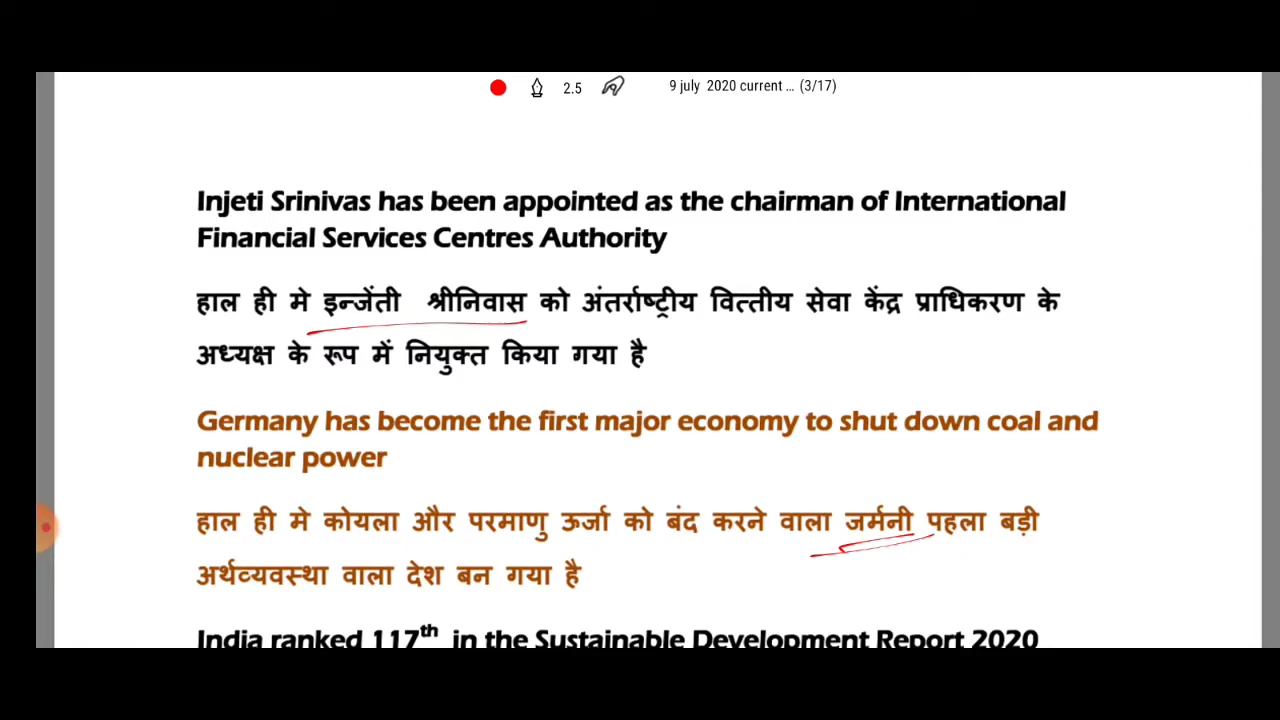 2.5 9 july 2020 current ... (3/17)
Injeti Srinivas has been appointed as the chairman of International
Financial Services Centres Authority
हाल ही मे इन्जेंती श्रीनिवास को अंतर्राष्ट्रीय वित्तीय सेवा केंद्र प्राधिकरण के
अध्यक्ष के रूप में नियुक्त किया गया है
Germany has become the first major economy to shut down coal and
nuclear power
हाल ही मे कोयला और परमाणु ऊर्जा को बंद करने वाला जर्मनी पहला बड़ी
अर्थव्यवस्था वाला देश बन गया है
India ranked 117th in the Sustainable Development Report 2020